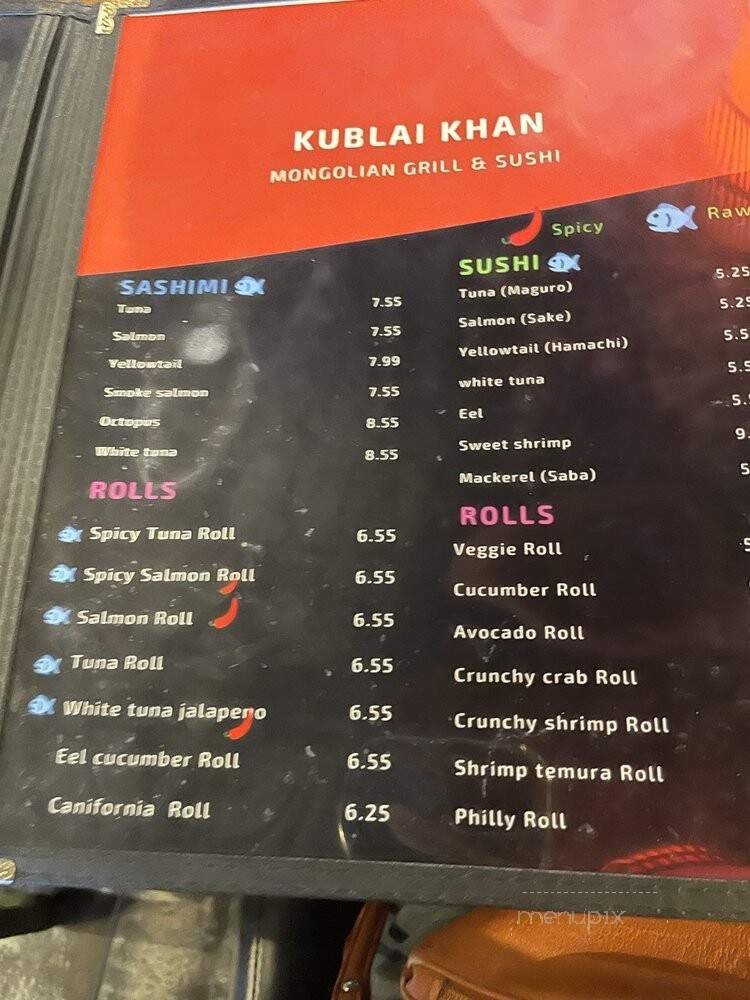 KUBLAI KHAN
MONGOLIAN GRILL & SUSHI
Spicy
Raw
SASHIMI
Tuna 7.55
Salmon 7.55
Yellowtail 7.99
Smoke salmon 7.55
Octopus 8.55
White tuna 8.55
ROLLS
Spicy Tuna Roll 6.55
Spicy Salmon Roll 6.55
Salmon Roll 6.55
Tuna Roll 6.55
White tuna jalapeno 6.55
Eel cucumber Roll 6.55
Canifornia Roll 6.25
SUSHI
Tuna (Maguro) 5.25
Salmon (Sake) 5.25
Yellowtail (Hamachi)
white tuna
Eel
Sweet shrimp
Mackerel (Saba)
ROLLS
Veggie Roll
Cucumber Roll
Avocado Roll
Crunchy crab Roll
Crunchy shrimp Roll
Shrimp temura Roll
Philly Roll
menupix